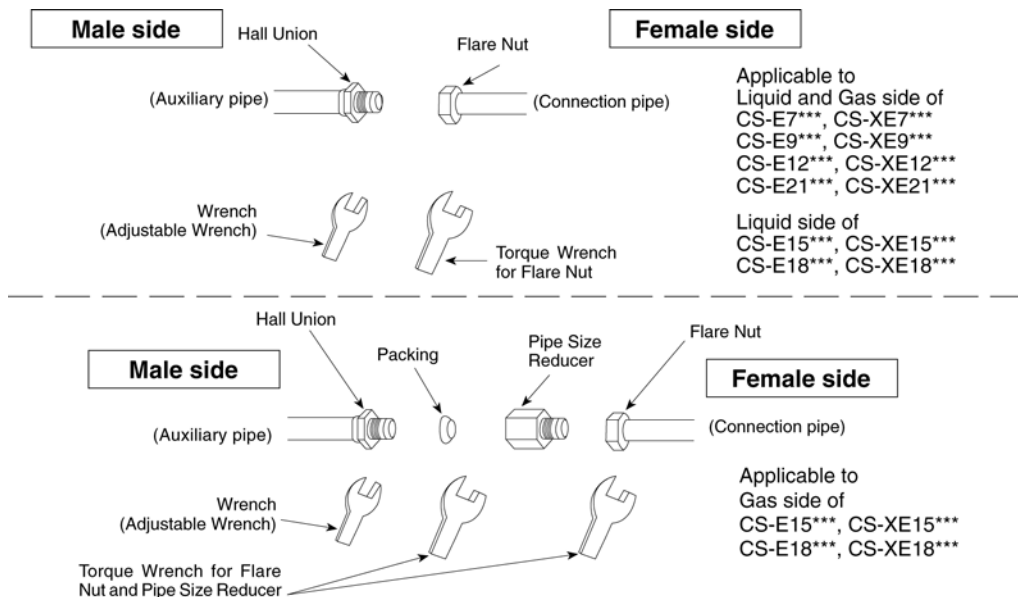 Male side
Hall Union
Flare Nut
Female side
(Auxiliary pipe)
(Connection pipe)
Applicable to
Liquid and Gas side of
CS-E7***, CS-XE7***
CS-E9***, CS-XE9***
CS-E12***, CS-XE12***
CS-E21***, CS-XE21***
Liquid side of
CS-E15***, CS-XE15***
CS-E18***, CS-XE18***
Wrench
(Adjustable Wrench)
Torque Wrench
for Flare Nut
Hall Union
Male side
Packing
Pipe Size
Reducer
Flare Nut
Female side
(Auxiliary pipe)
(Connection pipe)
Wrench
(Adjustable Wrench)
Torque Wrench for Flare
Nut and Pipe Size Reducer
Applicable to
Gas side of
CS-E15***, CS-XE15***
CS-E18***, CS-XE18***